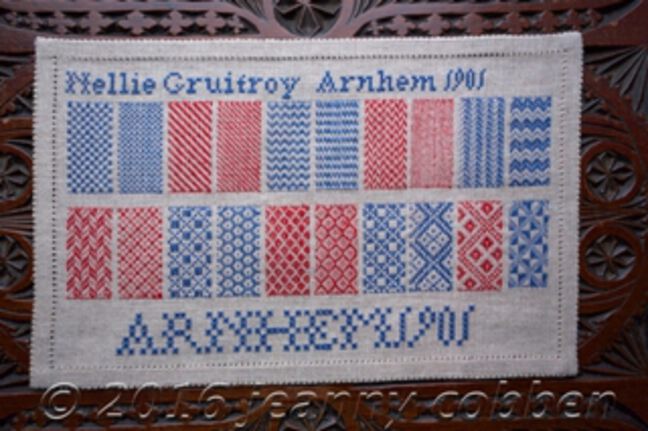 Nellie Gruitroy Arnhem 1901
ARNHEM 1901
© 2016 jeanny cobben